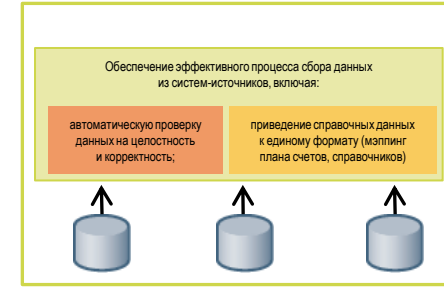 Обеспечение эффективного процесса сбора данных
из систем-источников, включая:
автоматическую проверку
данных на целостность
и корректность;
приведение справочных данных
к единому формату (мэппинг
плана счетов, справочников)